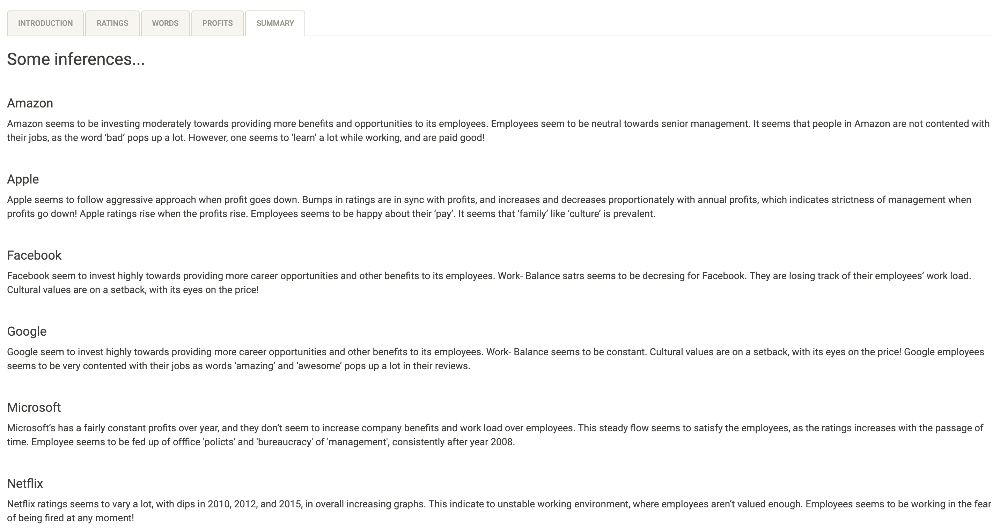 INTRODUCTION RATINGS WORDS PROFITS SUMMARY
Some inferences...
Amazon
Amazon seems to be investing moderately towards providing more benefits and opportunities to its employees. Employees seem to be neutral towards senior management. It seems that people in Amazon are not contented with
their jobs, as the word ‘bad’ pops up a lot. However, one seems to ‘learn’ a lot while working, and are paid good!
Apple
Apple seems to follow aggressive approach when profit goes down. Bumps in ratings are in sync with profits, and increases and decreases proportionately with annual profits, which indicates strictness of management when
profits go down! Apple ratings rise when the profits rise. Employees seems to be happy about their ‘pay’. It seems that ‘family’ like ‘culture’ is prevalent.
Facebook
Facebook seem to invest highly towards providing more career opportunities and other benefits to its employees. Work- Balance satrs seems to be decresing for Facebook. They are losing track of their employees’ work load.
Cultural values are on a setback, with its eyes on the price!
Google
Google seem to invest highly towards providing more career opportunities and other benefits to its employees. Work- Balance seems to be constant. Cultural values are on a setback, with its eyes on the price! Google employees
seems to be very contented with their jobs as words ‘amazing’ and ‘awesome’ pops up a lot in their reviews.
Microsoft
Microsoft’s has a fairly constant profits over year, and they don’t seem to increase company benefits and work load over employees. This steady flow seems to satisfy the employees, as the ratings increases with the passage of
time. Employee seems to be fed up of offfice 'policts' and 'bureaucracy' of 'management', consistently after year 2008.
Netflix
Netflix ratings seems to vary a lot, with dips in 2010, 2012, and 2015, in overall increasing graphs. This indicate to unstable working environment, where employees aren’t valued enough. Employees seems to be working in the fear
of being fired at any moment!